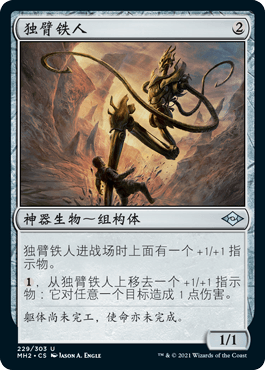 独臂铁人 2
神器生物～组构体
独臂铁人进战场时上面有一个 +1/+1 指
示物。
1，从独臂铁人上移去一个 +1/+1 指
示物：它对任意一个目标造成 1 点伤害。
躯体尚未完工，使命亦未完成。
1/1
229/303 U
MH2 • CS JASON A. ENGLE
™ & © 2021 Wizards of the Coast